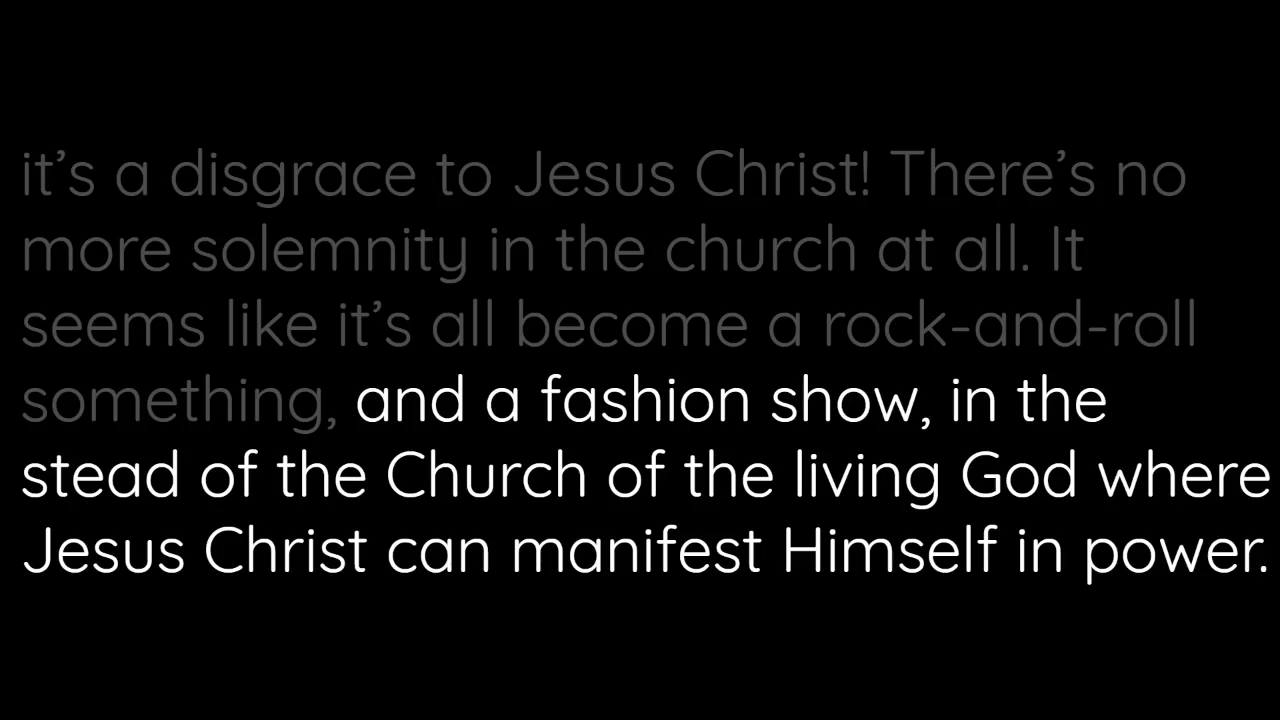 it’s a disgrace to Jesus Christ! There’s no
more solemnity in the church at all. It
seems like it’s all become a rock-and-roll
something, and a fashion show, in the
stead of the Church of the living God where
Jesus Christ can manifest Himself in power.